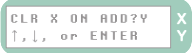 CLR X ON ADD?Y
↑,↓, or ENTER
X
Y